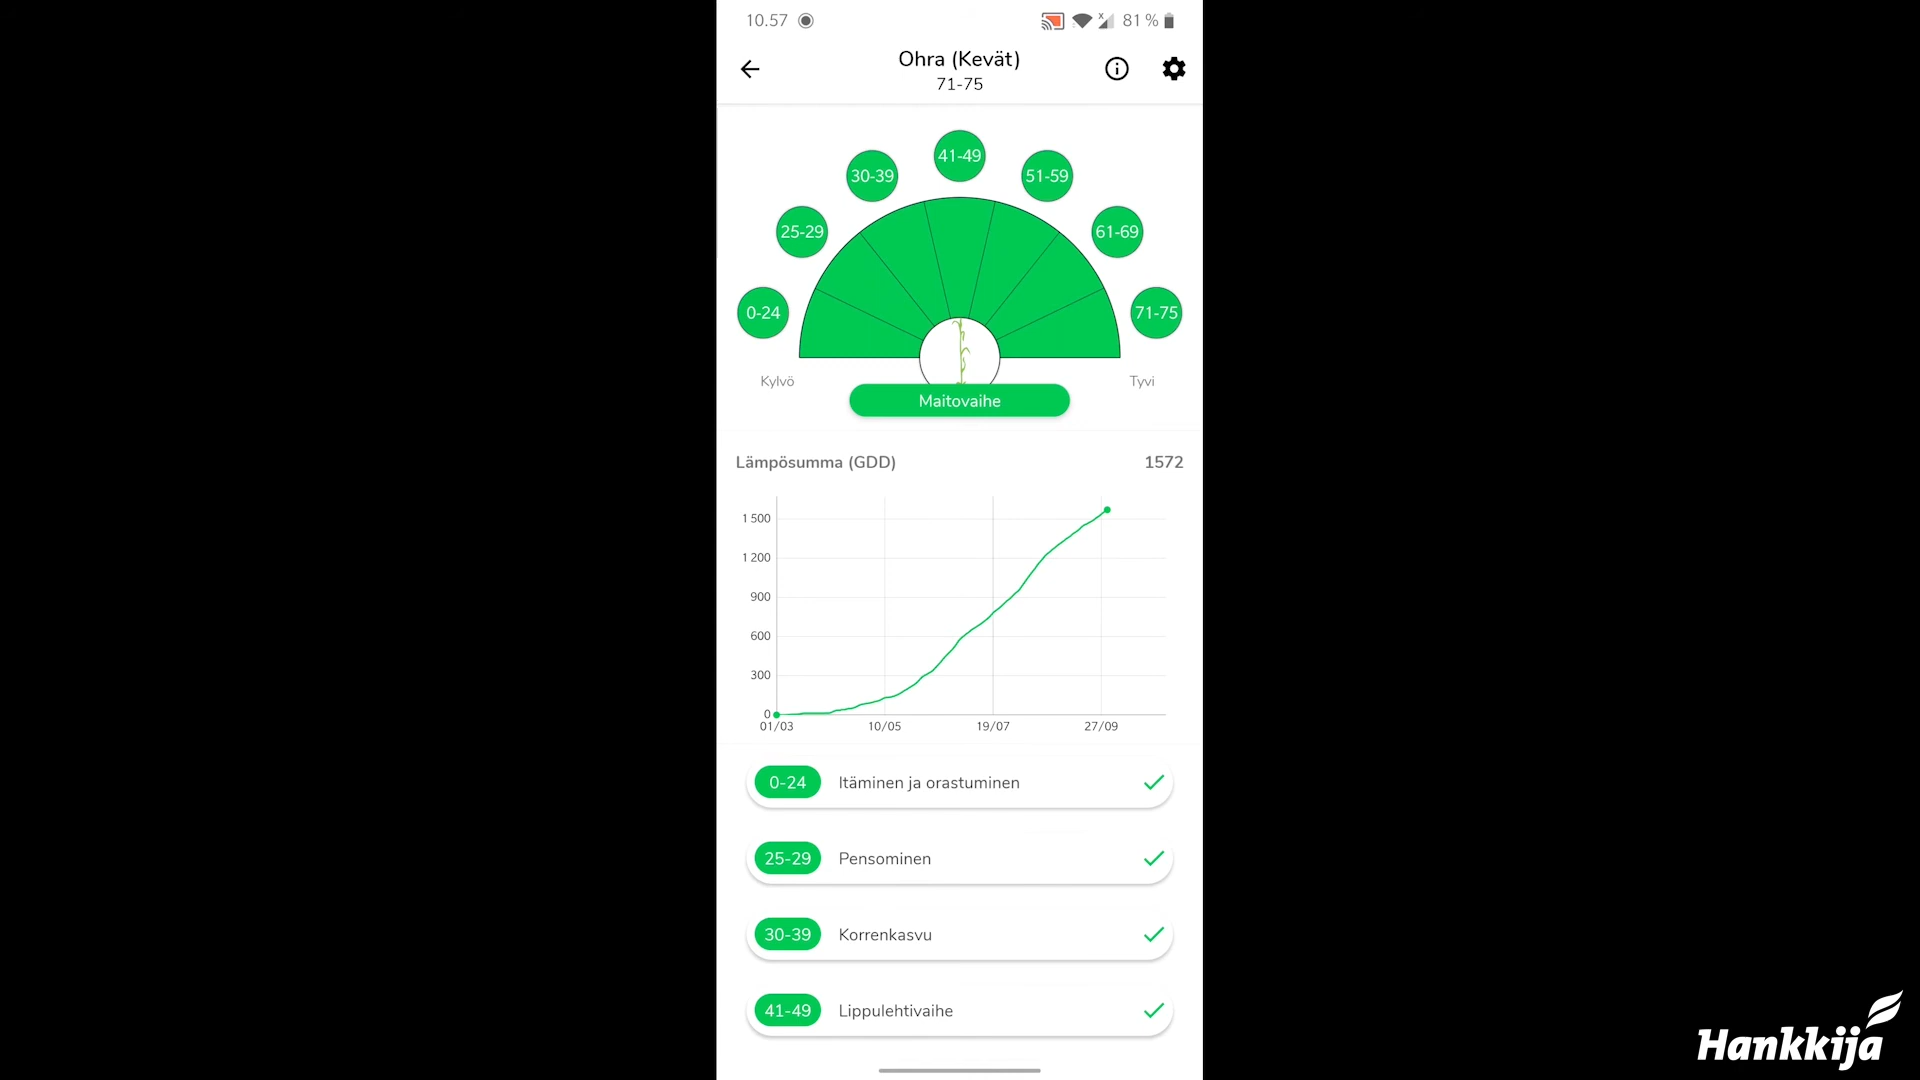 10.57
81 %
Ohra (Kevät)
71-75
41-49
30-39
51-59
25-29
61-69
0-24
71-75
Kylvö
Tyvi
Maitovaihe
Lämpösumma (GDD)
1572
1 500
1 200
900
600
300
0
01/03
10/05
19/07
27/09
0-24 Itäminen ja orastuminen
25-29 Pensominen
30-39 Korrenkasvu
41-49 Lippulehtivaihe
Hankkija